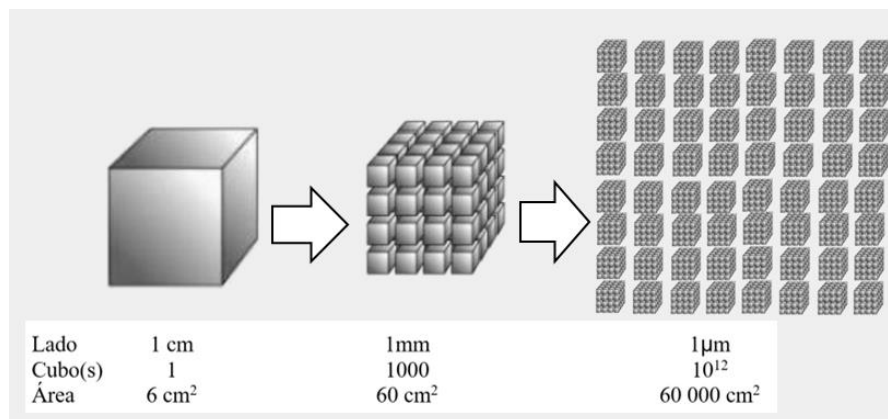 Lado 1 cm 1mm 1μm
Cubo(s) 1 1000 10¹²
Área 6 cm² 60 cm² 60 000 cm²